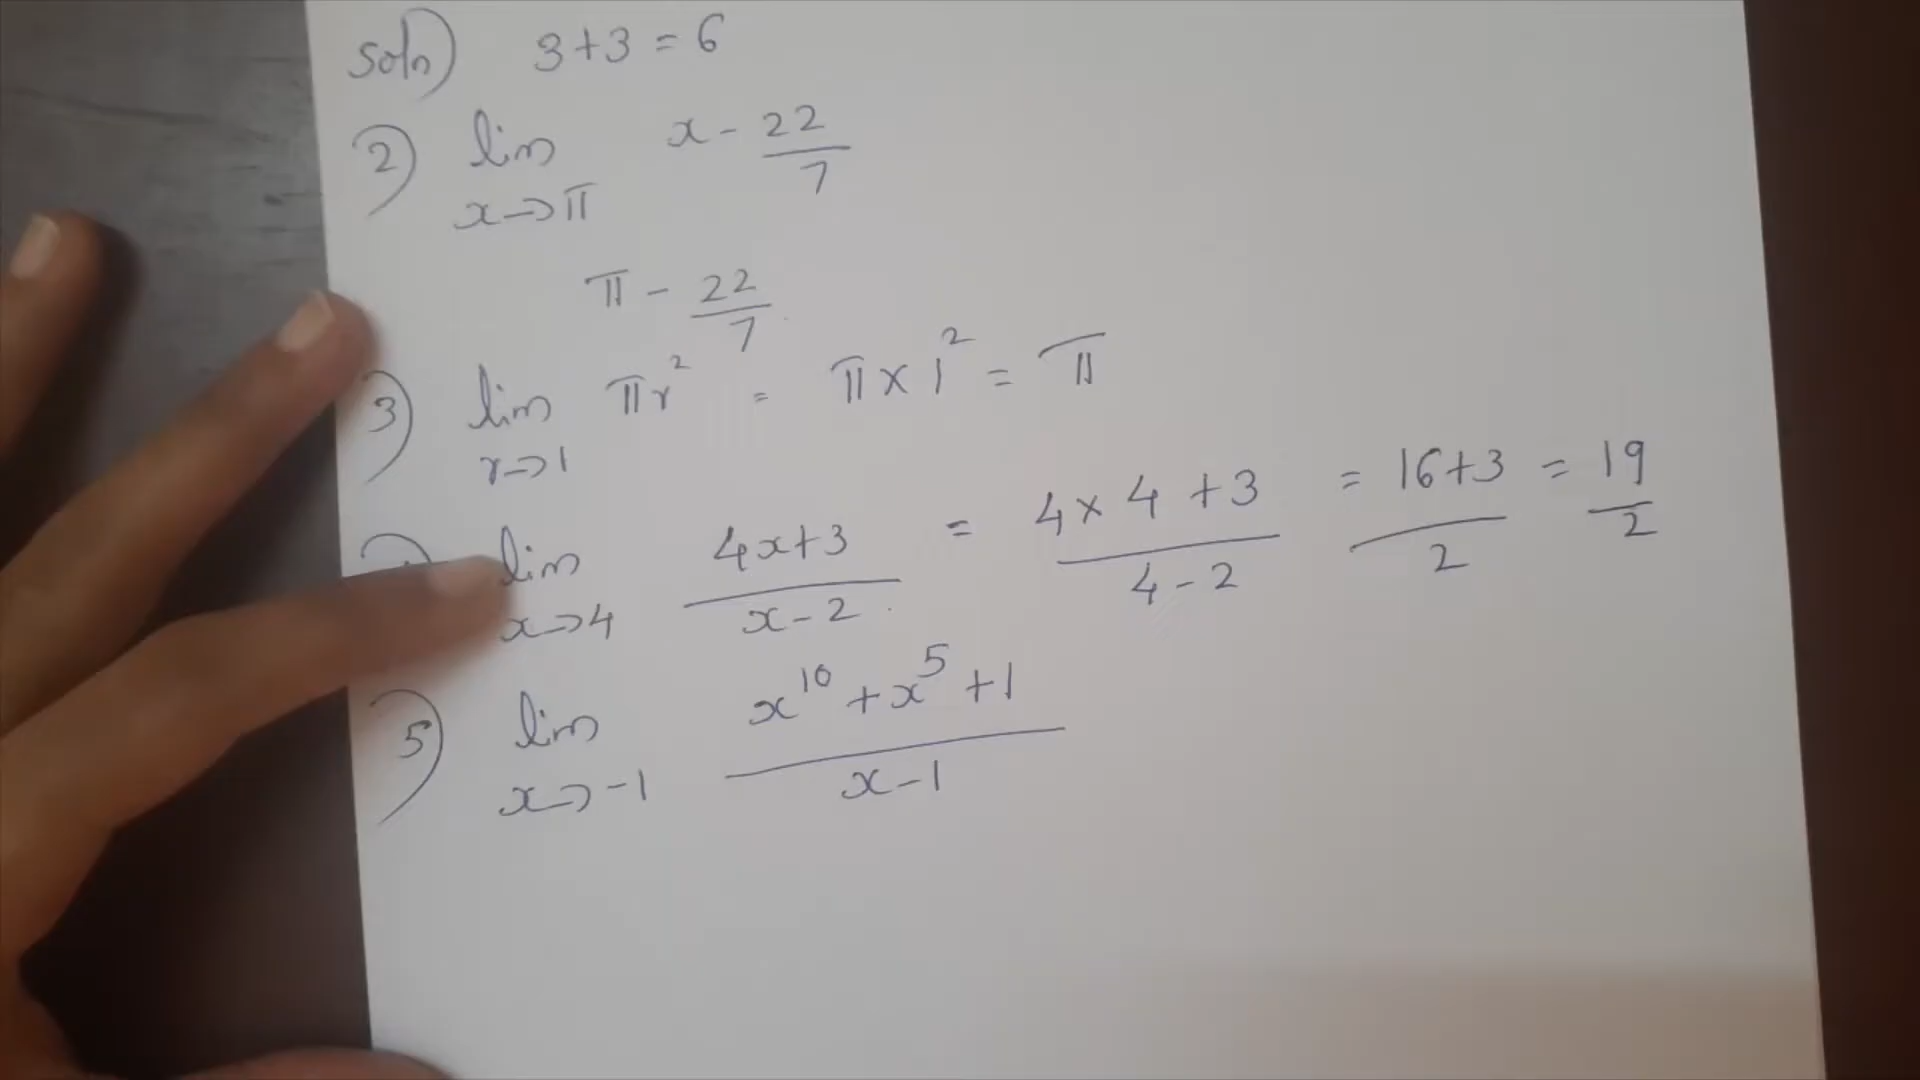 Soln) 3+3 = 6
2) lim x - 22/7
x→π
π - 22/7
3) lim πr² = π×1² = π
r→1
lim 4x+3/x-2 = 4×4+3/4-2 = 16+3/2 = 19/2
x→4
5) lim x¹⁰+x⁵+1/x-1
x→-1